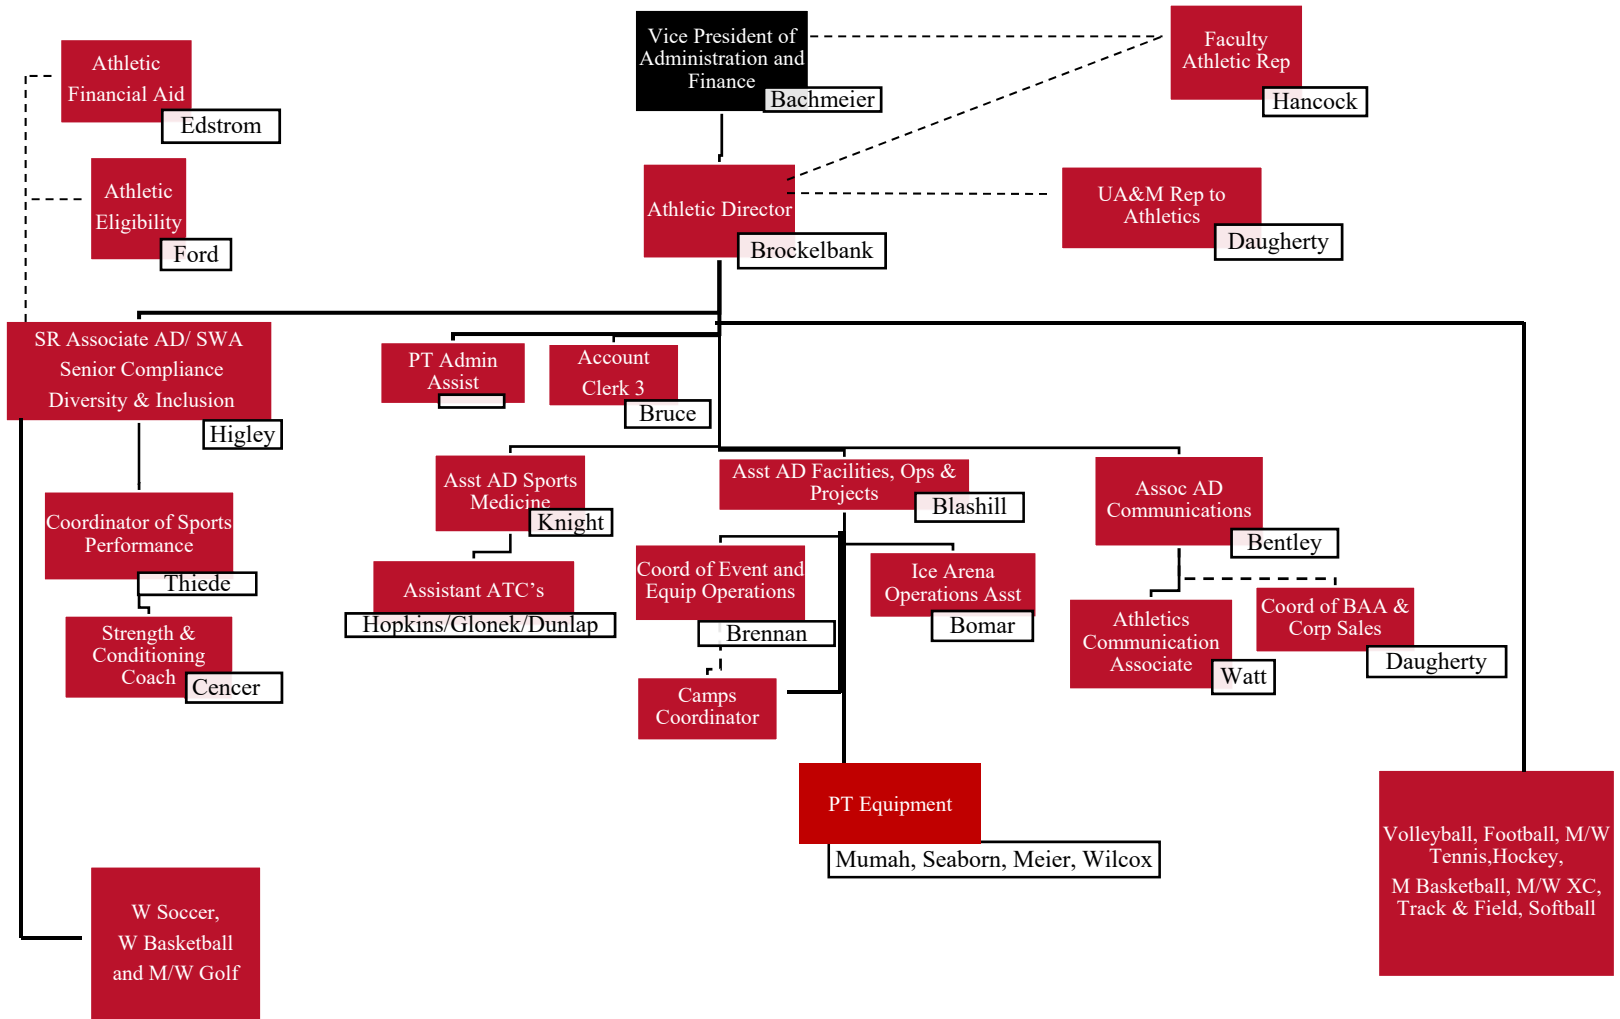 Vice President of
Administration and
Finance
Bachmeier
Faculty
Athletic Rep
Hancock
Athletic
Financial Aid
Edstrom
Athletic
Eligibility
Ford
Athletic Director
Brockelbank
UA&M Rep to
Athletics
Daugherty
SR Associate AD/ SWA
Senior Compliance
Diversity & Inclusion
Higley
PT Admin
Assist
Account
Clerk 3
Bruce
Coordinator of Sports
Performance
Thiede
Strength &
Conditioning
Coach
Cencer
Asst AD Sports
Medicine
Knight
Assistant ATC’s
Hopkins/Glonek/Dunlap
Asst AD Facilities, Ops &
Projects
Blashill
Coord of Event and
Equip Operations
Brennan
Ice Arena
Operations Asst
Bomar
Camps
Coordinator
PT Equipment
Mumah, Seaborn, Meier, Wilcox
Assoc AD
Communications
Bentley
Athletics
Communication
Associate
Watt
Coord of BAA &
Corp Sales
Daugherty
W Soccer,
W Basketball
and M/W Golf
Volleyball, Football, M/W
Tennis,Hockey,
M Basketball, M/W XC,
Track & Field, Softball